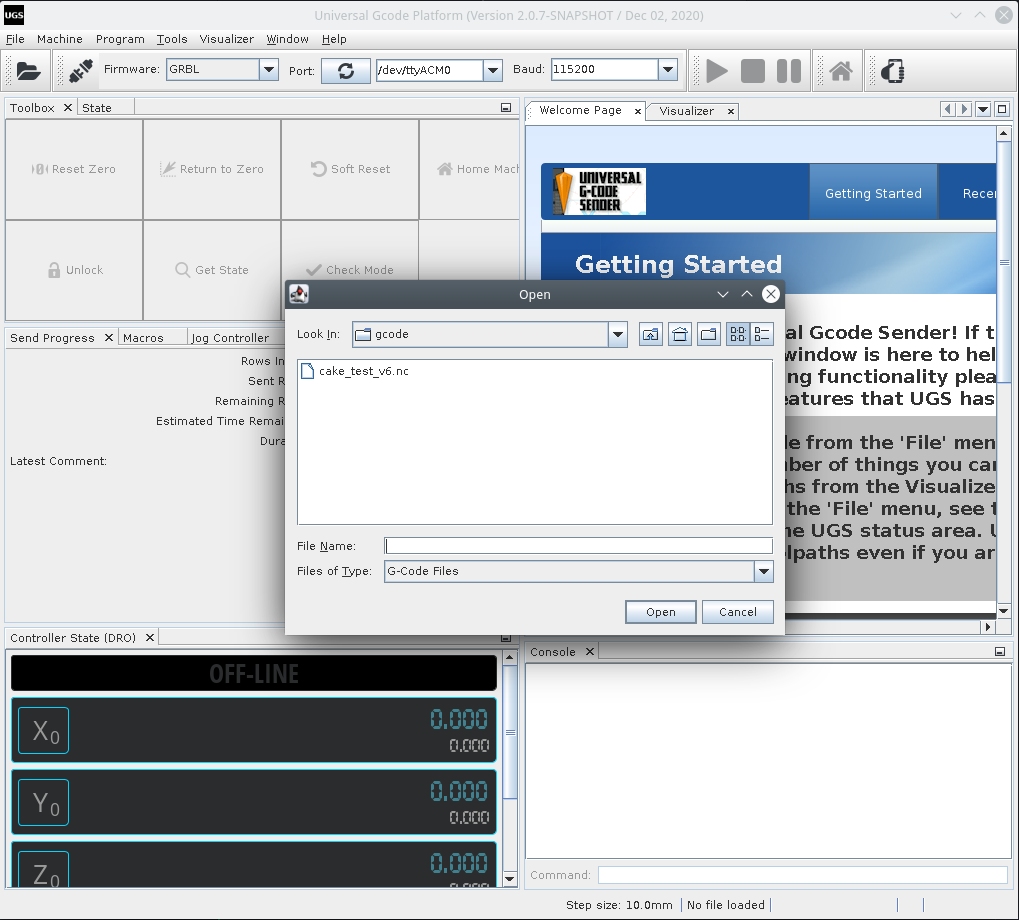 UGS
Universal Gcode Platform (Version 2.0.7-SNAPSHOT / Dec 02, 2020)
File Machine Program Tools Visualizer Window Help
Firmware: GRBL Port: /dev/ttyACM0 Baud: 115200
Toolbox State
Reset Zero Return to Zero Soft Reset Home Mach
Unlock Get State Check Mode
Send Progress Macros Jog Controller
Rows In
Sent R
Remaining R
Estimated Time Remai
Dura
Latest Comment:
Welcome Page Visualizer
UNIVERSAL
G-CODE
SENDER
Getting Started Recen
Getting Started
al Gcode Sender! If t
window is here to hel
ng functionality plea
eatures that UGS has
le from the 'File' men
nber of things you can
hs from the Visualize
the 'File' menu, see t
he UGS status area. U
lpaths even if you ar
Open
Look In: gcode
cake_test_v6.nc
File Name:
Files of Type: G-Code Files
Open Cancel
Controller State (DRO)
OFF-LINE
X0 0.000
0.000
Y0 0.000
0.000
Z0 0.000
0.000
Console
Command:
Step size: 10.0mm No file loaded